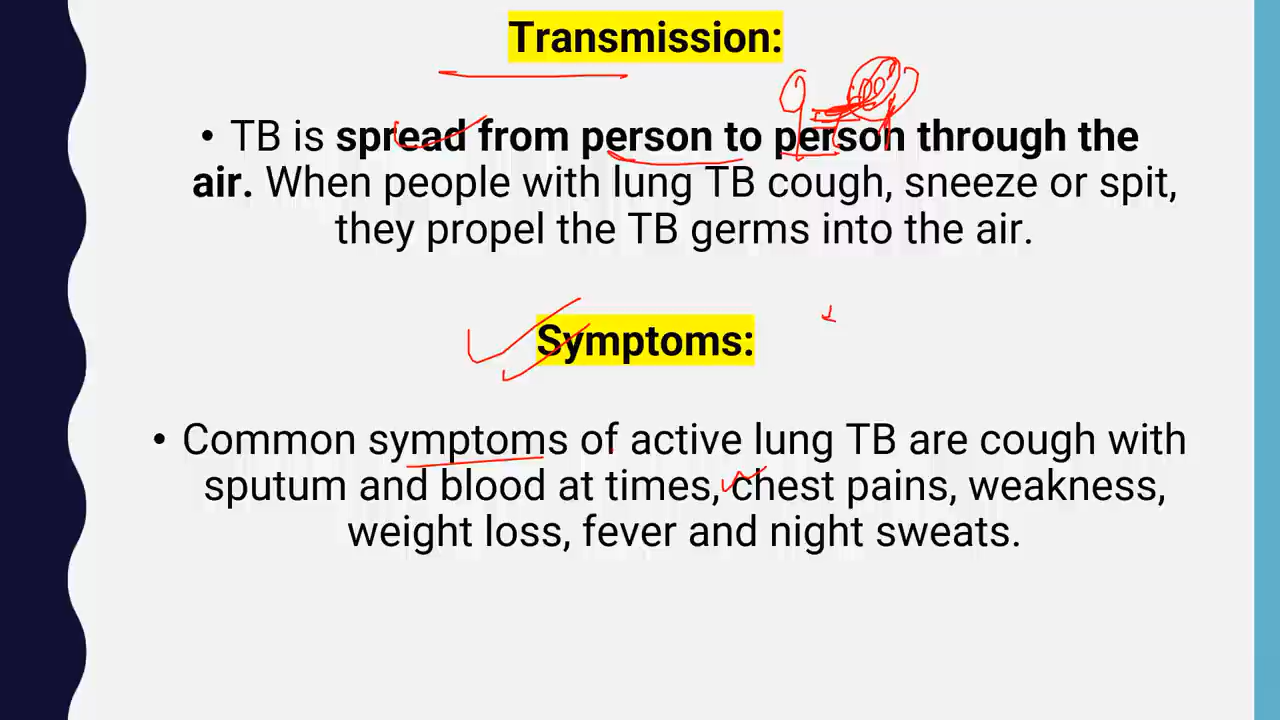 Transmission:
• TB is spread from person to person through the
air. When people with lung TB cough, sneeze or spit,
they propel the TB germs into the air.
Symptoms:
• Common symptoms of active lung TB are cough with
sputum and blood at times, chest pains, weakness,
weight loss, fever and night sweats.